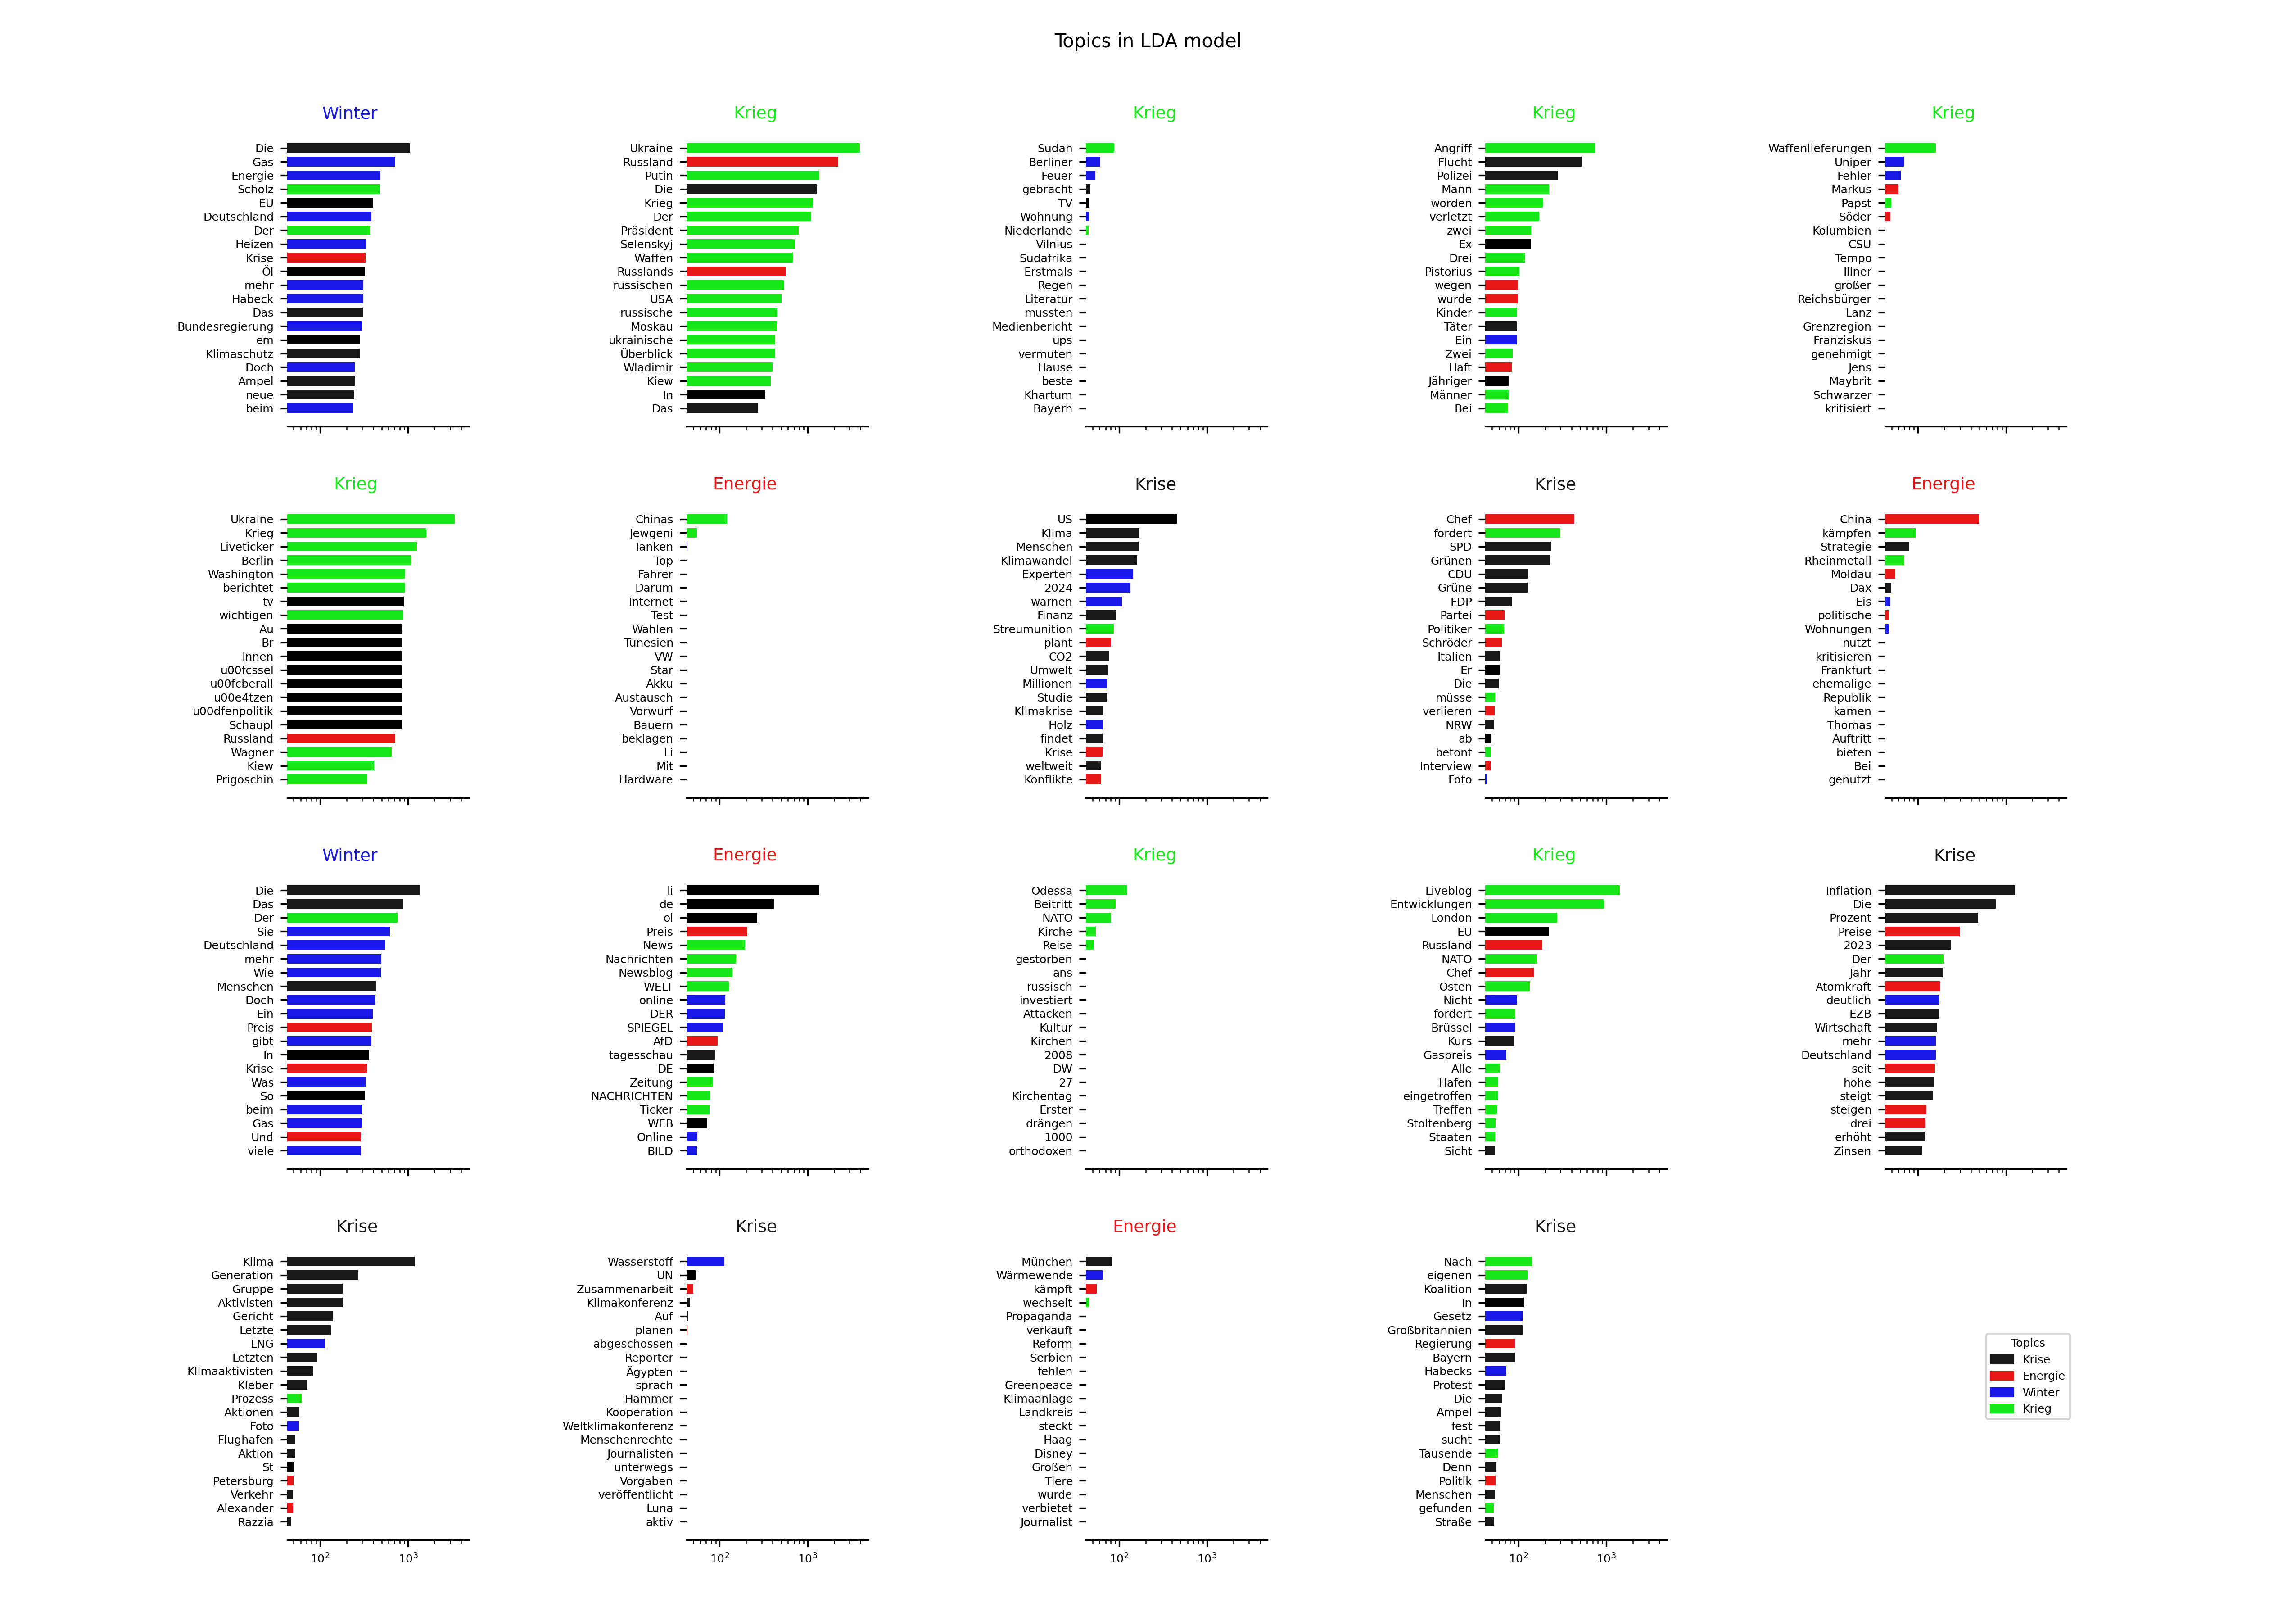 Topics in LDA model
Winter
Die
Gas
Energie
Scholz
EU
Deutschland
Der
Heizen
Krise
Öl
mehr
Habeck
Das
Bundesregierung
em
Klimaschutz
Doch
Ampel
neue
beim
Krieg
Ukraine
Russland
Putin
Die
Krieg
Der
Präsident
Selenskyj
Waffen
Russlands
russischen
USA
russische
Moskau
ukrainische
Überblick
Wladimir
Kiew
In
Das
Krieg
Sudan
Berliner
Feuer
gebracht
TV
Wohnung
Niederlande
Vilnius
Südafrika
Erstmals
Regen
Literatur
mussten
Medienbericht
ups
vermuten
Hause
beste
Khartum
Bayern
Krieg
Angriff
Flucht
Polizei
Mann
worden
verletzt
zwei
Ex
Drei
Pistorius
wegen
wurde
Kinder
Täter
Ein
Zwei
Haft
Jähriger
Männer
Bei
Krieg
Waffenlieferungen
Uniper
Fehler
Markus
Papst
Söder
Kolumbien
CSU
Tempo
Illner
größer
Reichsbürger
Lanz
Grenzregion
Franziskus
genehmigt
Jens
Maybrit
Schwarzer
kritisiert
Krieg
Ukraine
Krieg
Liveticker
Berlin
Washington
berichtet
tv
wichtigen
Au
Br
Innen
u00fcssel
u00fcberall
u00e4tzen
u00dfenpolitik
Schaupl
Russland
Wagner
Kiew
Prigoschin
Energie
Chinas
Jewgeni
Tanken
Top
Fahrer
Darum
Internet
Test
Wahlen
Tunesien
VW
Star
Akku
Austausch
Vorwurf
Bauern
beklagen
Li
Mit
Hardware
Krise
US
Klima
Menschen
Klimawandel
Experten
2024
warnen
Finanz
Streumunition
plant
CO2
Umwelt
Millionen
Studie
Klimakrise
Holz
findet
Krise
weltweit
Konflikte
Krise
Chef
fordert
SPD
Grünen
CDU
Grüne
FDP
Partei
Politiker
Schröder
Italien
Er
Die
müsse
verlieren
NRW
ab
betont
Interview
Foto
Energie
China
kämpfen
Strategie
Rheinmetall
Moldau
Dax
Eis
politische
Wohnungen
nutzt
kritisieren
Frankfurt
ehemalige
Republik
kamen
Thomas
Auftritt
bieten
Bei
genutzt
Winter
Die
Das
Der
Sie
Deutschland
mehr
Wie
Menschen
Doch
Ein
Preis
gibt
In
Krise
Was
So
beim
Gas
Und
viele
Energie
li
de
ol
Preis
News
Nachrichten
Newsblog
WELT
online
DER
SPIEGEL
AfD
tagesschau
DE
Zeitung
NACHRICHTEN
Ticker
WEB
Online
BILD
Krieg
Odessa
Beitritt
NATO
Kirche
Reise
gestorben
ans
russisch
investiert
Attacken
Kultur
Kirchen
2008
DW
27
Kirchentag
Erster
drängen
1000
orthodoxen
Krieg
Liveblog
Entwicklungen
London
EU
Russland
NATO
Chef
Osten
Nicht
fordert
Brüssel
Kurs
Gaspreis
Alle
Hafen
eingetroffen
Treffen
Stoltenberg
Staaten
Sicht
Krise
Inflation
Die
Prozent
Preise
2023
Der
Jahr
Atomkraft
deutlich
EZB
Wirtschaft
mehr
Deutschland
seit
hohe
steigt
steigen
drei
erhöht
Zinsen
Krise
Klima
Generation
Gruppe
Aktivisten
Gericht
Letzte
LNG
Letzten
Klimaaktivisten
Kleber
Prozess
Aktionen
Foto
Flughafen
Aktion
St
Petersburg
Verkehr
Alexander
Razzia
10² 10³
Krise
Wasserstoff
UN
Zusammenarbeit
Klimakonferenz
Auf
planen
abgeschossen
Reporter
Ägypten
sprach
Hammer
Kooperation
Weltklimakonferenz
Menschenrechte
Journalisten
unterwegs
Vorgaben
veröffentlicht
Luna
aktiv
10² 10³
Energie
München
Wärmewende
kämpft
wechselt
Propaganda
verkauft
Reform
Serbien
fehlen
Greenpeace
Klimaanlage
Landkreis
steckt
Haag
Disney
Großen
Tiere
wurde
verbietet
Journalist
10² 10³
Krise
Nach
eigenen
Koalition
In
Gesetz
Großbritannien
Regierung
Bayern
Habecks
Protest
Die
Ampel
fest
sucht
Tausende
Denn
Politik
Menschen
gefunden
Straße
10² 10³
Topics
Krise
Energie
Winter
Krieg